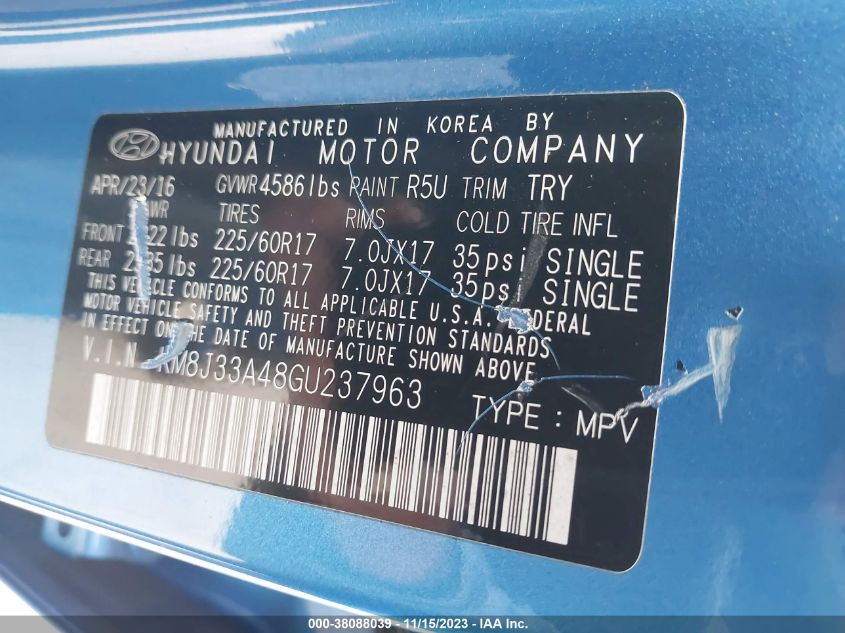 MANUFACTURED IN KOREA BY
HYUNDAI MOTOR COMPANY
APR/23/16 GVWR 4586lbs PAINT R5U TRIM TRY
TIRES RIMS COLD TIRE INFL
FRONT lbs 225/60R17 7.0JX17 35psi SINGLE
REAR lbs 225/60R17 7.0JX17 35psi SINGLE
THIS VEHICLE CONFORMS TO ALL APPLICABLE U.S.A. FEDERAL
MOTOR VEHICLE SAFETY AND THEFT PREVENTION STANDARDS
IN EFFECT ON THE DATE OF MANUFACTURE SHOWN ABOVE
V.I.N KM8J33A48GU237963
TYPE : MPV
000-38088039 - 11/15/2023 - IAA Inc.